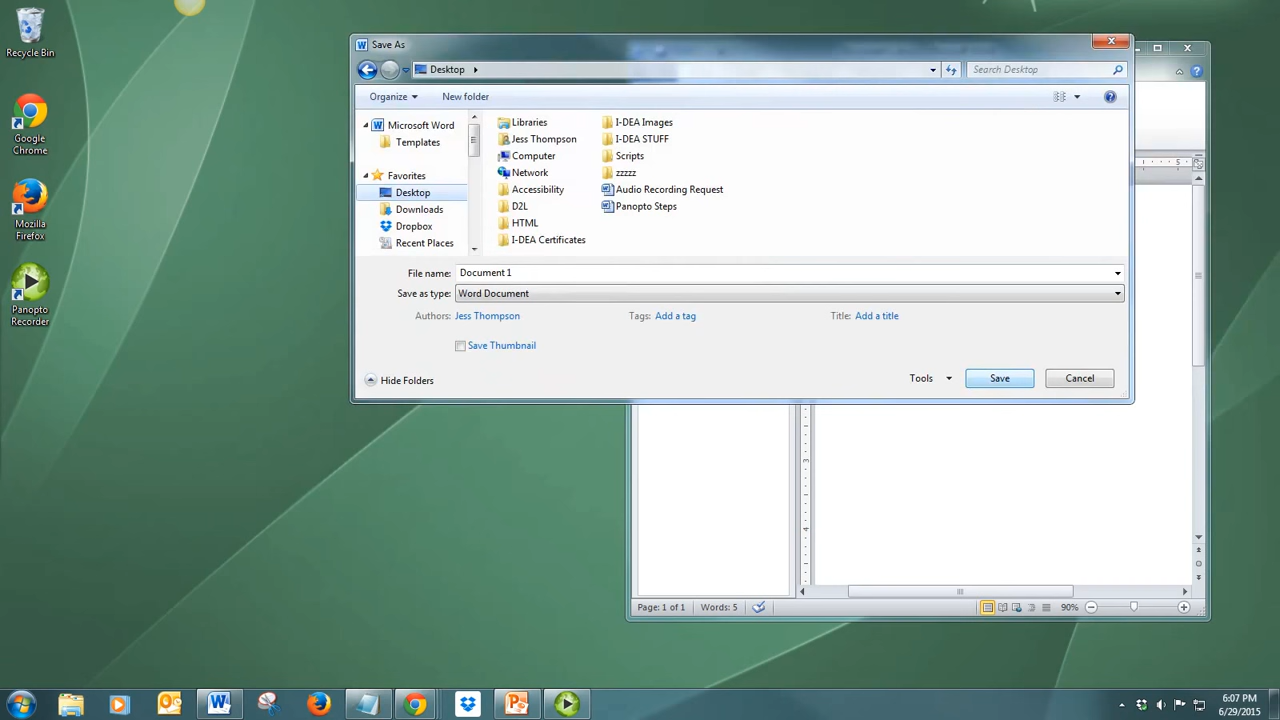 Recycle Bin
Google
Chrome
Mozilla
Firefox
Panopto
Recorder
Save As
Desktop
Search Desktop
Organize
New folder
Microsoft Word
Templates
Favorites
Desktop
Downloads
Dropbox
Recent Places
Libraries
Jess Thompson
Computer
Network
Accessibility
D2L
HTML
I-DEA Certificates
I-DEA Images
I-DEA STUFF
Scripts
zzzzz
Audio Recording Request
Panopto Steps
File name: Document 1
Save as type: Word Document
Authors: Jess Thompson Tags: Add a tag Title: Add a title
Save Thumbnail
Hide Folders Tools Save Cancel
5
3
4
Page: 1 of 1 Words: 5 90%
6:07 PM
6/29/2015